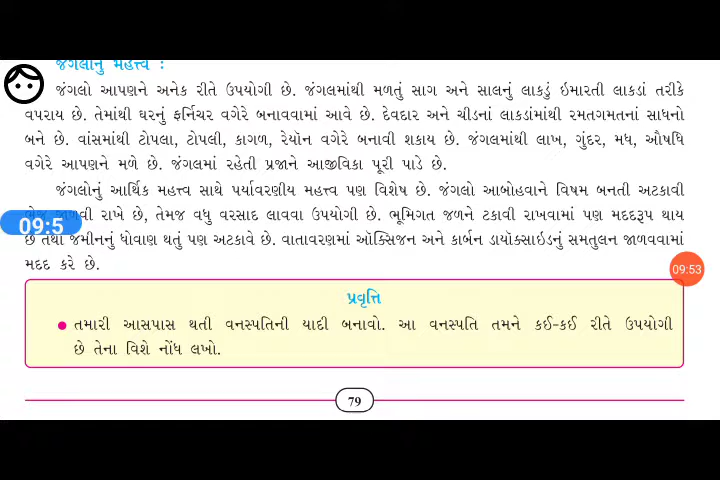 જંગલોનું મહત્ત્વ :
જંગલો આપણને અનેક રીતે ઉપયોગી છે. જંગલમાંથી મળતું સાગ અને સાલનું લાકડું ઇમારતી લાકડાં તરીકે
વપરાય છે. તેમાંથી ઘરનું ફર્નિચર વગેરે બનાવવામાં આવે છે. દેવદાર અને ચીડનાં લાકડાંમાંથી રમતગમતનાં સાધનો
બને છે. વાંસમાંથી ટોપલા, ટોપલી, કાગળ, રેયૉન વગેરે બનાવી શકાય છે. જંગલમાંથી લાખ, ગુંદર, મધ, ઔષધિ
વગેરે આપણને મળે છે. જંગલમાં રહેતી પ્રજાને આજીવિકા પૂરી પાડે છે.
જંગલોનું આર્થિક મહત્ત્વ સાથે પર્યાવરણીય મહત્ત્વ પણ વિશેષ છે. જંગલો આબોહવાને વિષમ બનતી અટકાવી
જાળવી રાખે છે, તેમજ વધુ વરસાદ લાવવા ઉપયોગી છે. ભૂમિગત જળને ટકાવી રાખવામાં પણ મદદરૂપ થાય
09:5
છે તથા જમીનનું ધોવાણ થતું પણ અટકાવે છે. વાતાવરણમાં ઑક્સિજન અને કાર્બન ડાયૉક્સાઇડનું સમતુલન જાળવવામાં
મદદ કરે છે.
09:53
પ્રવૃત્તિ
● તમારી આસપાસ થતી વનસ્પતિની યાદી બનાવો. આ વનસ્પતિ તમને કઈ-કઈ રીતે ઉપયોગી
છે તેના વિશે નોંધ લખો.
79